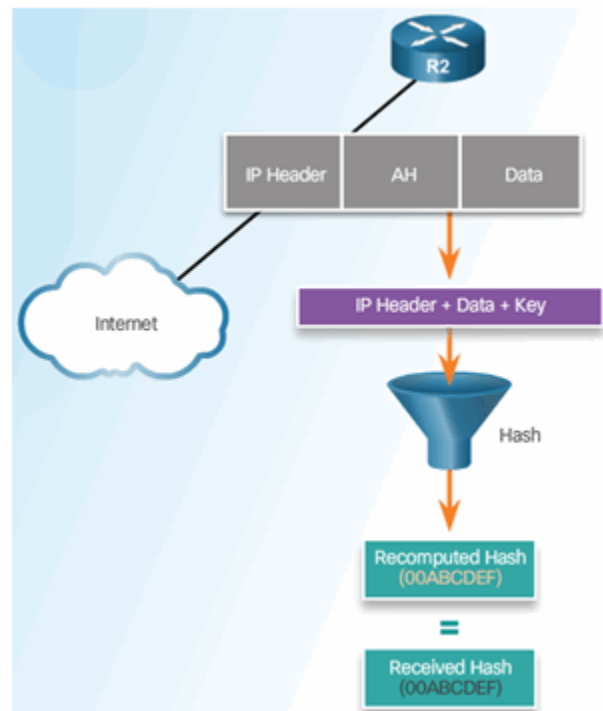 R2
IP Header
AH
Data
Internet
IP Header + Data + Key
Hash
Recomputed Hash
(00ABCDEF)
=
Received Hash
(00ABCDEF)